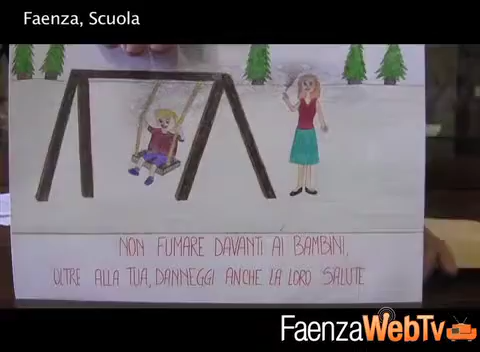 Faenza, Scuola
NON FUMARE DAVANTI AI BAMBINI,
OLTRE ALLA TUA, DANNEGGI ANCHE LA LORO SALUTE
FaenzaWebTv